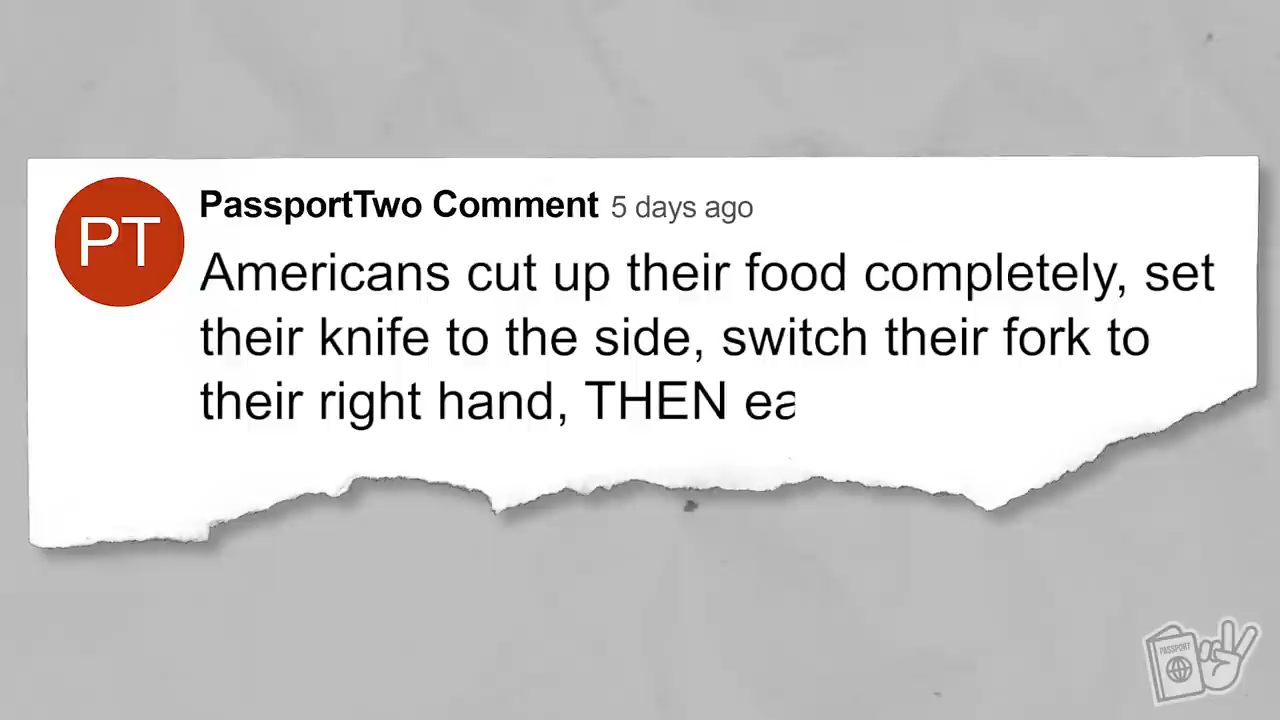 PT
PassportTwo Comment 5 days ago
Americans cut up their food completely, set
their knife to the side, switch their fork to
their right hand, THEN ea
PASSPORT